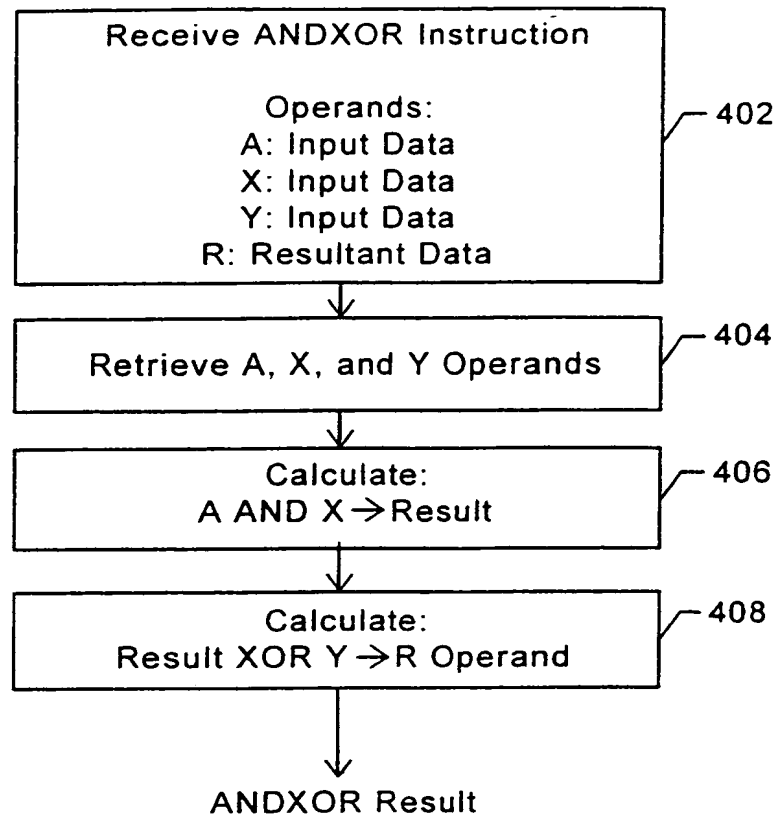 Receive ANDXOR Instruction
Operands:
A: Input Data
X: Input Data
Y: Input Data
R: Resultant Data
402
Retrieve A, X, and Y Operands
404
Calculate:
A AND X→Result
406
Calculate:
Result XOR Y→R Operand
408
ANDXOR Result